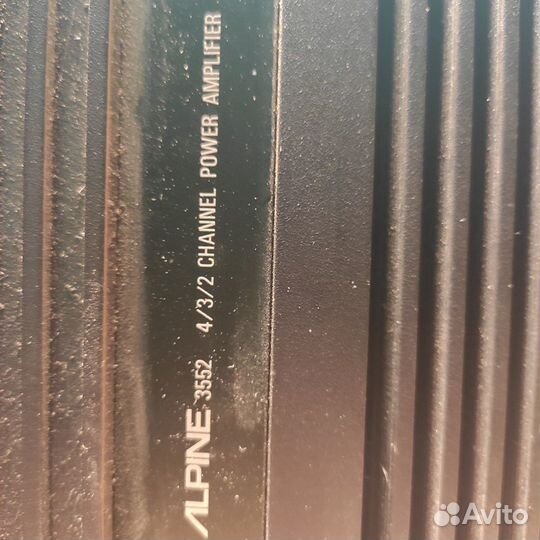 ALPINE 3552 4/3/2 CHANNEL POWER AMPLIFIER
Avito